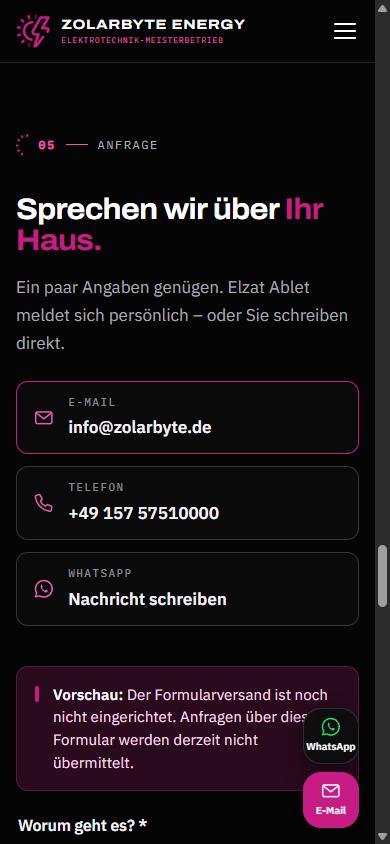 ZOLARBYTE ENERGY
ELEKTROTECHNIK-MEISTERBETRIEB
05 — ANFRAGE
Sprechen wir über Ihr
Haus.
Ein paar Angaben genügen. Elzat Ablet
meldet sich persönlich – oder Sie schreiben
direkt.
E-MAIL
info@zolarbyte.de
TELEFON
+49 157 57510000
WHATSAPP
Nachricht schreiben
Vorschau: Der Formularversand ist noch
nicht eingerichtet. Anfragen über
Formular werden derzeit nicht
übermittelt.
WhatsApp
E-Mail
Worum geht es? *